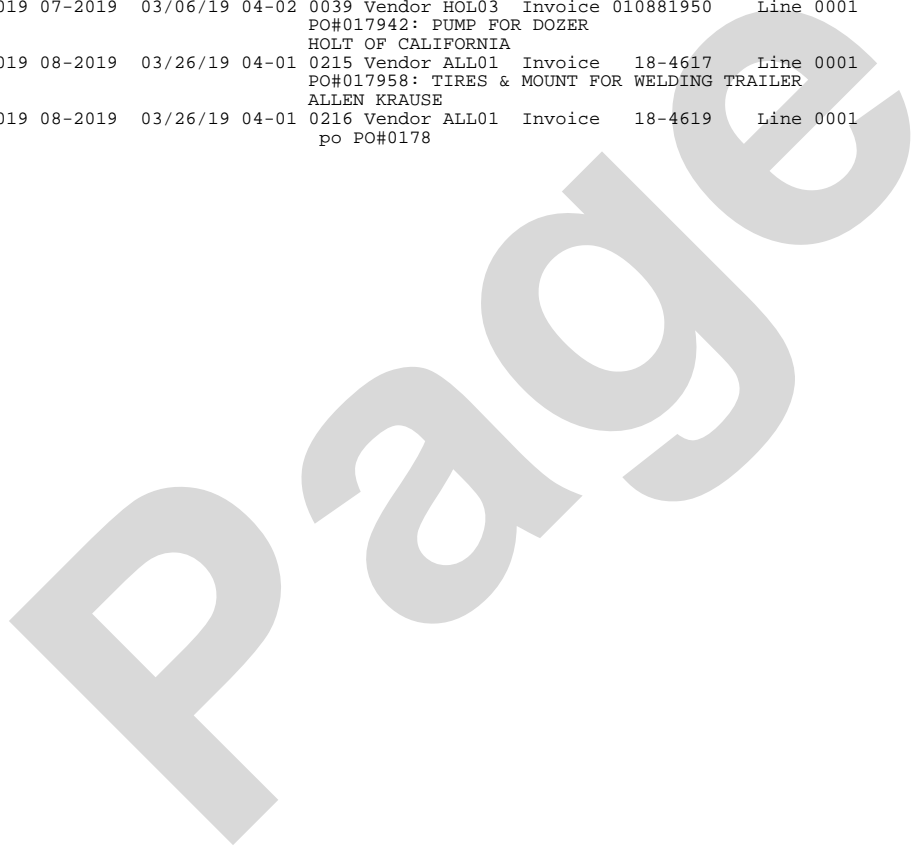 019 07-2019 03/06/19 04-02 0039 Vendor HOL03 Invoice 010881950 Line 0001
PO#017942: PUMP FOR DOZER
HOLT OF CALIFORNIA
019 08-2019 03/26/19 04-01 0215 Vendor ALL01 Invoice 18-4617 Line 0001
PO#017958: TIRES & MOUNT FOR WELDING TRAILER
ALLEN KRAUSE
019 08-2019 03/26/19 04-01 0216 Vendor ALL01 Invoice 18-4619 Line 0001
po PO#0178
Page